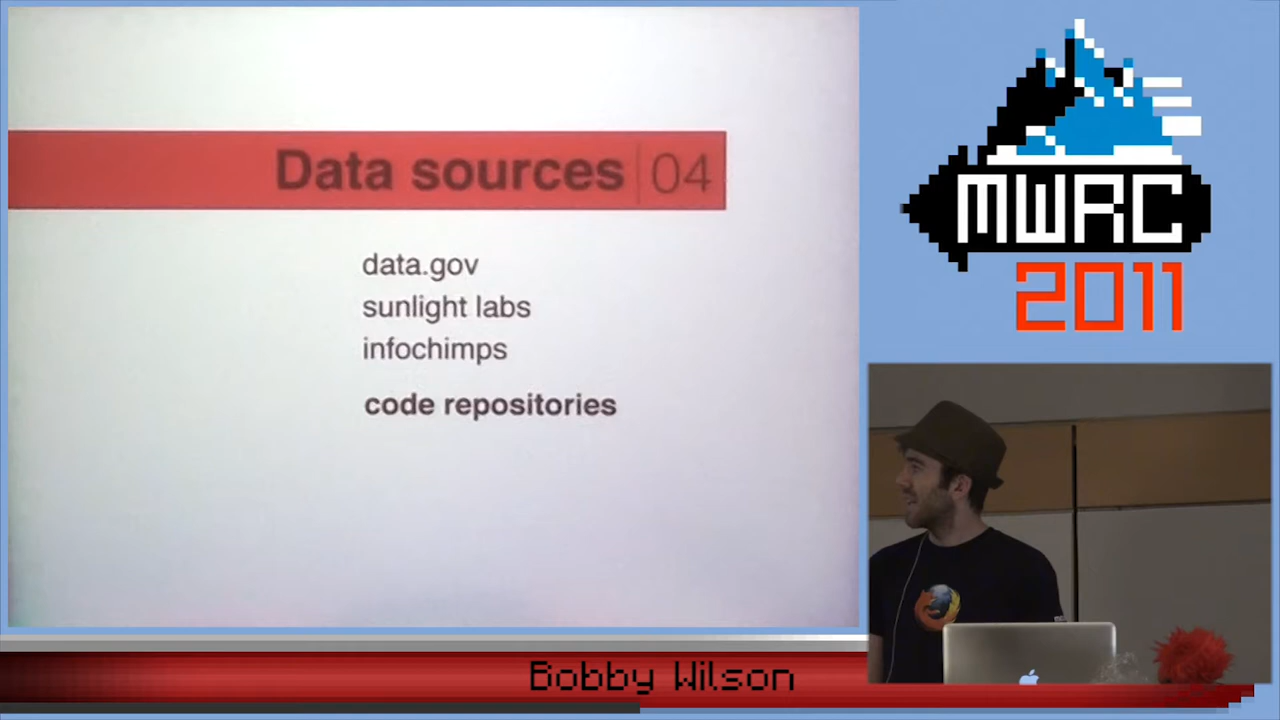 Data sources 04
data.gov
sunlight labs
infochimps
code repositories
MWRC
2011
Bobby Wilson